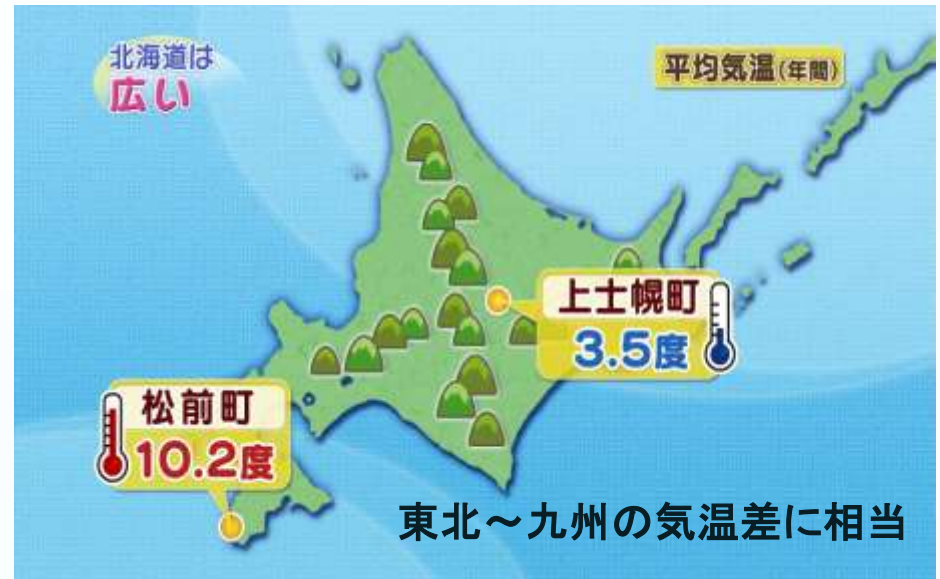 北海道は
広い
平均気温(年間)
上士幌町
3.5度
松前町
10.2度
東北～九州の気温差に相当